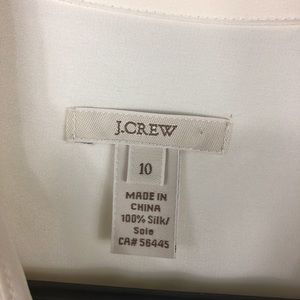 J.CREW
10
MADE IN
CHINA
100% Silk/
Soie
CA# 56445